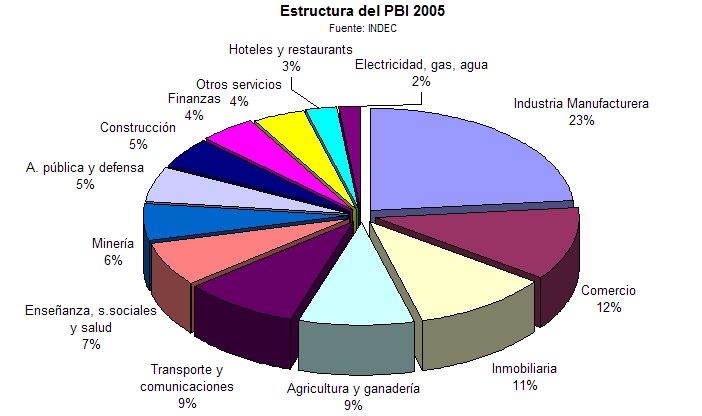 Estructura del PBI 2005
Fuente: INDEC
Hoteles y restaurants
3%
Electricidad, gas, agua
2%
Otros servicios
4%
Finanzas
4%
Industria Manufacturera
23%
Construcción
5%
A. pública y defensa
5%
Minería
6%
Comercio
12%
Enseñanza, s.sociales
y salud
7%
Inmobiliaria
11%
Transporte y
comunicaciones
9%
Agricultura y ganadería
9%